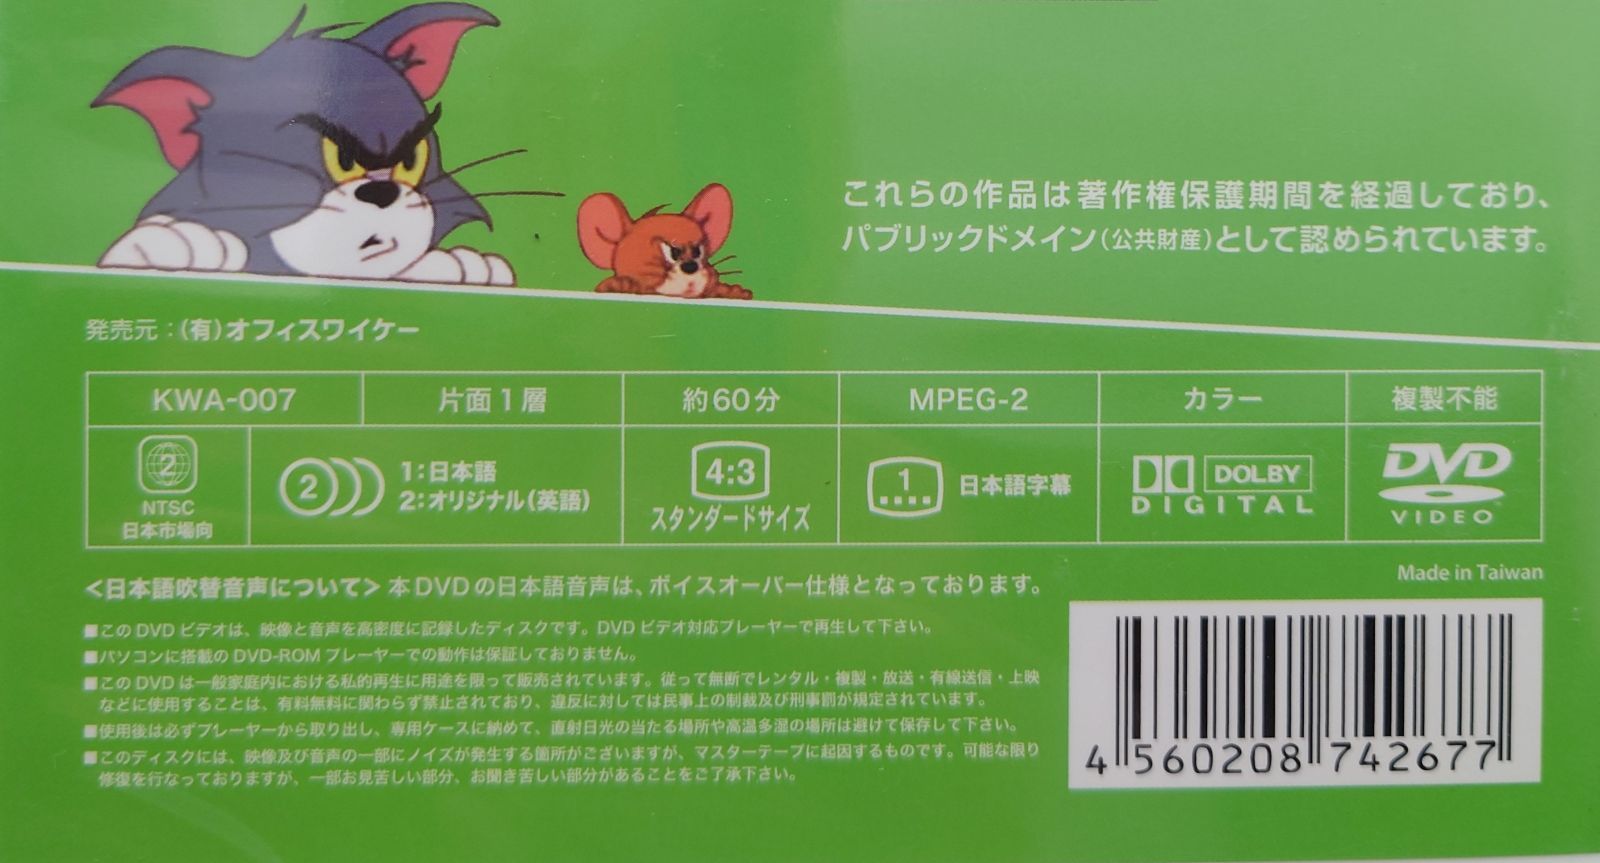 これらの作品は著作権保護期間を経過しており、
パブリックドメイン(公共財産)として認められています。
発売元:(有)オフィスワイケー
KWA-007 片面1層 約60分 MPEG-2 カラー 複製不能
2
NTSC
日本市場向
2 1:日本語
2:オリジナル(英語)
4:3
スタンダードサイズ
1 日本語字幕
DOLBY
DIGITAL
DVD
VIDEO
Made in Taiwan
<日本語吹替音声について>本DVDの日本語音声は、ボイスオーバー仕様となっております。
■このDVDビデオは、映像と音声を高密度に記録したディスクです。DVDビデオ対応プレーヤーで再生して下さい。
■パソコンに搭載のDVD-ROMプレーヤーでの動作は保証しておりません。
■このDVDは一般家庭内における私的再生に用途を限って販売されています。従って無断でレンタル・複製・放送・有線送信・上映
などに使用することは、有料無料に関わらず禁止されており、違反に対しては民事上の制裁及び刑事罰が規定されています。
■使用後は必ずプレーヤーから取り出し、専用ケースに納めて、直射日光の当たる場所や高温多湿の場所は避けて保存して下さい。
■このディスクには、映像及び音声の一部にノイズが発生する箇所がございますが、マスターテープに起因するものです。可能な限り
修復を行なっておりますが、一部お見苦しい部分、お聞き苦しい部分があることをご了承下さい。
4 560208 742677